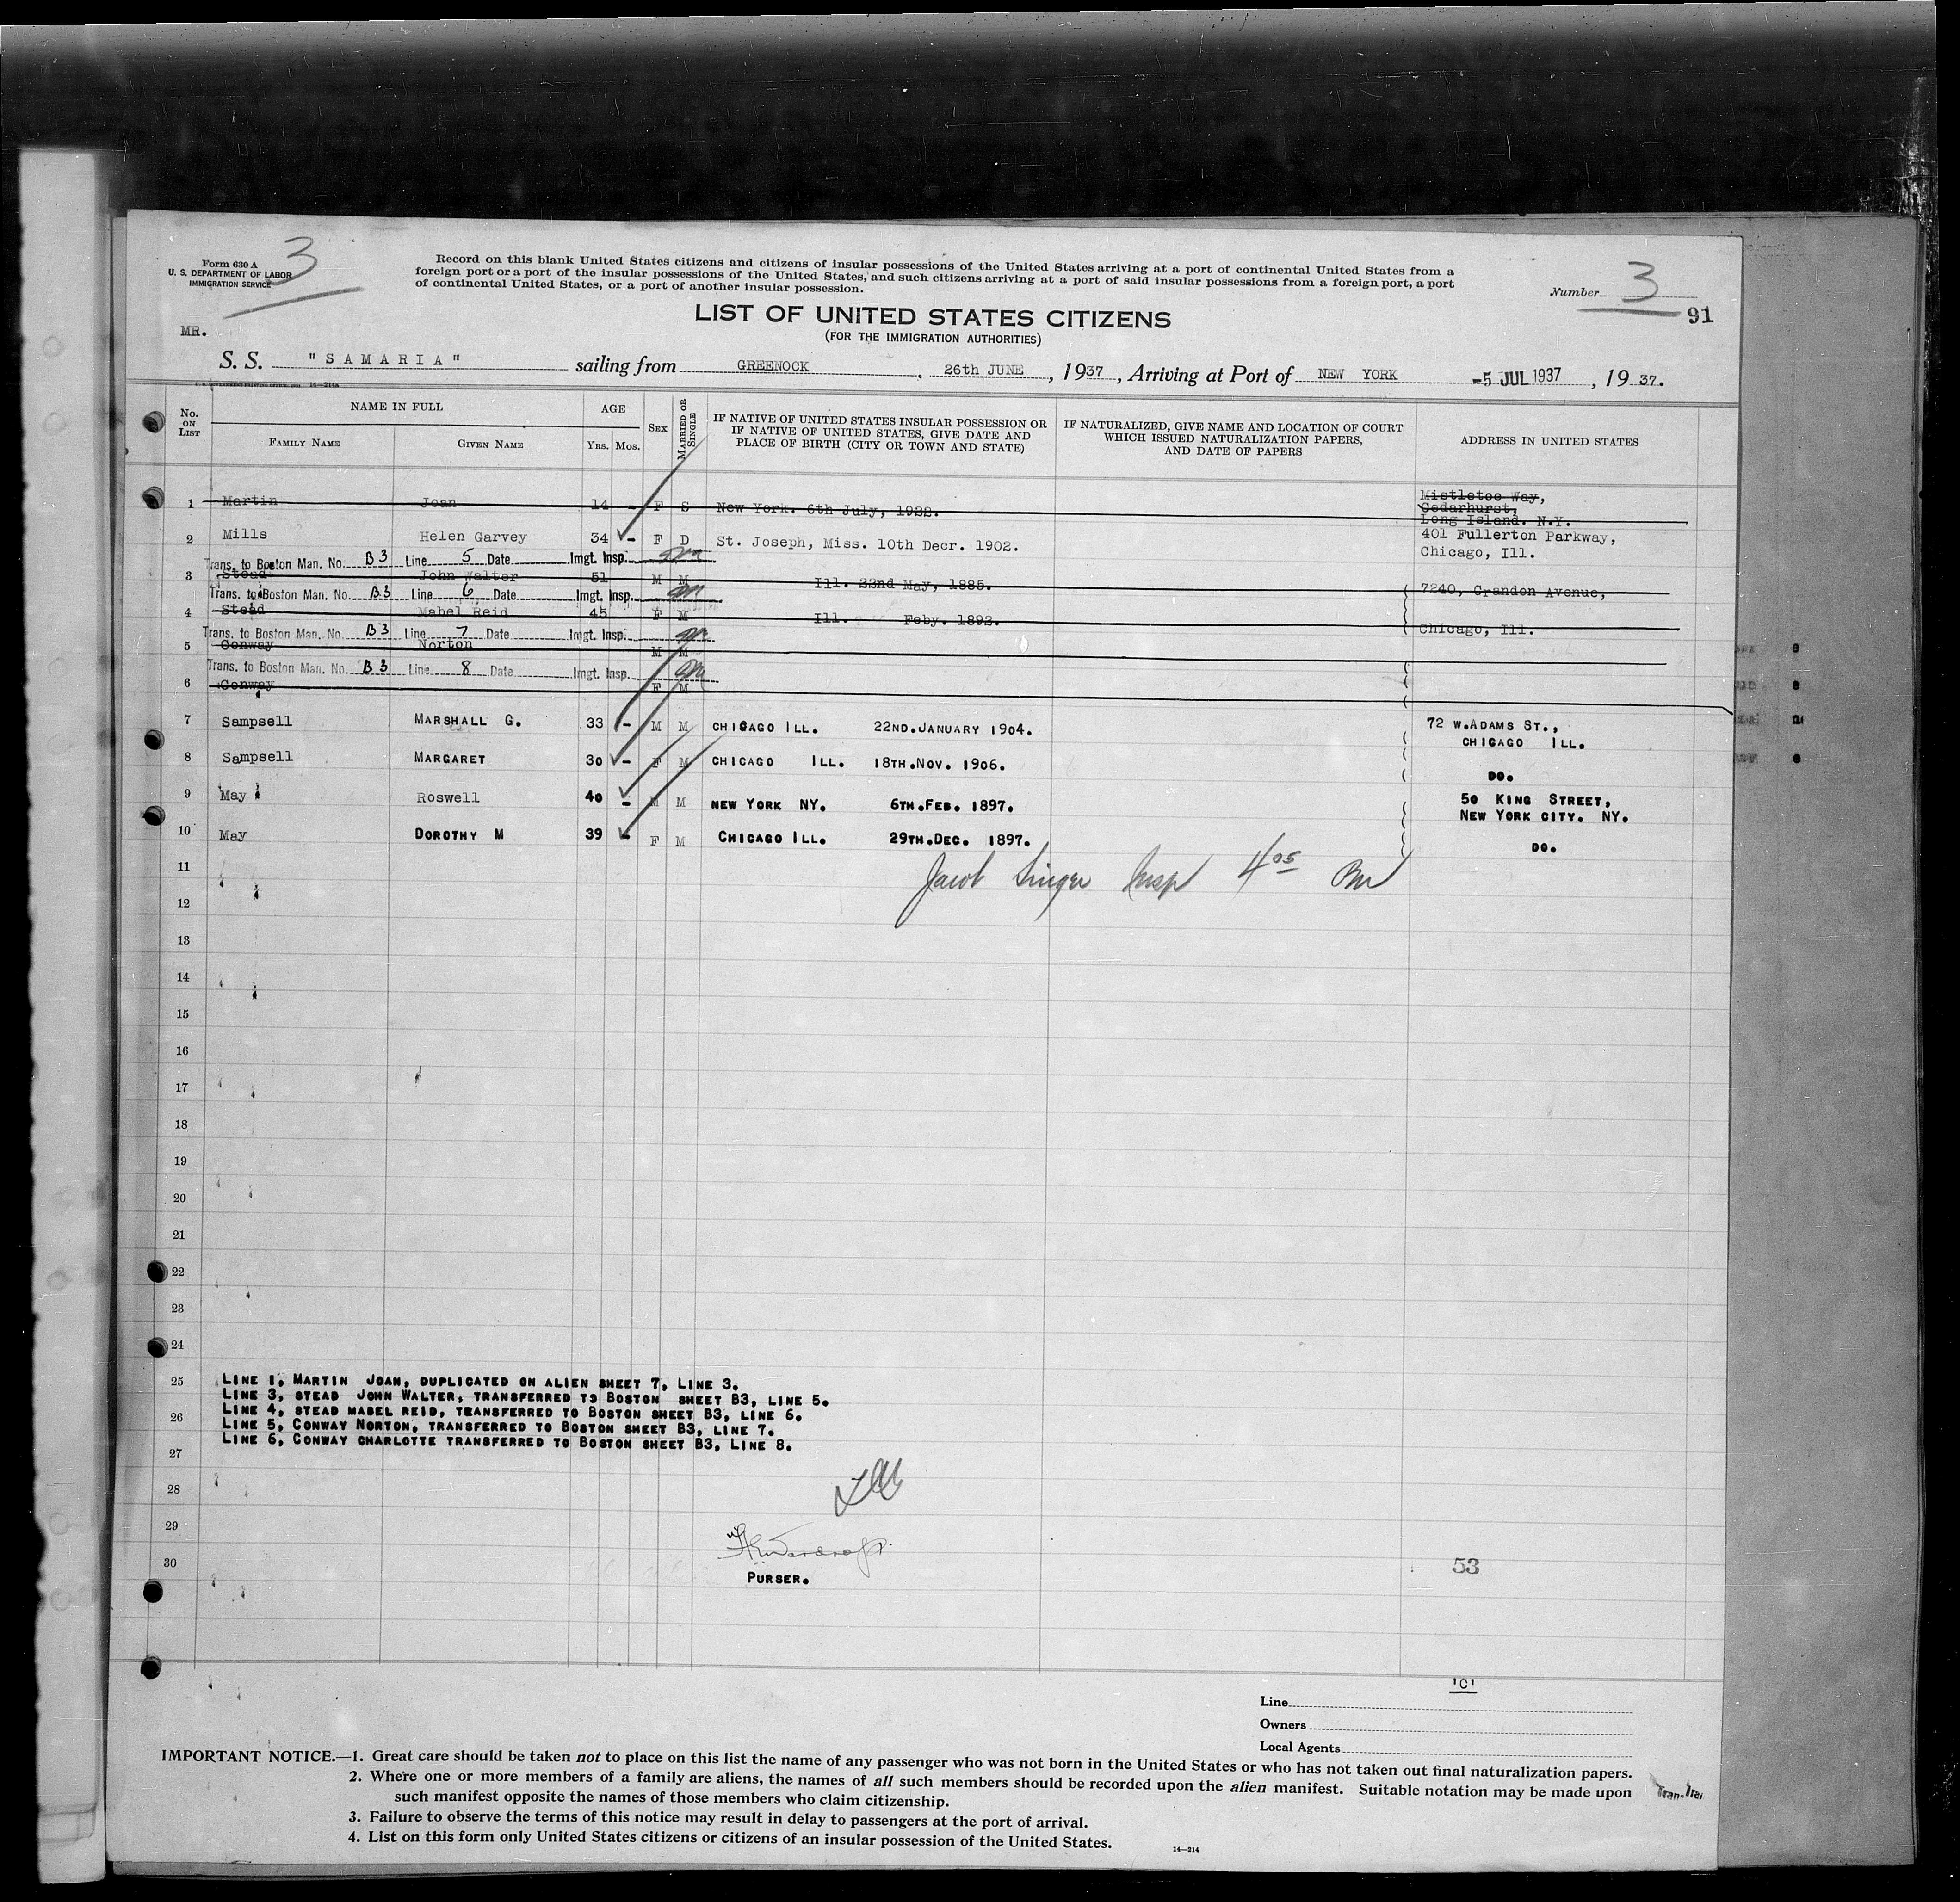 Form 630 A
U. S. DEPARTMENT OF LABOR
IMMIGRATION SERVICE
3
Record on this blank United States citizens and citizens of insular possessions of the United States arriving at a port of continental United States from a
foreign port or a port of the insular possessions of the United States, and such citizens arriving at a port of said insular possessions from a foreign port, a port
of continental United States, or a port of another insular possession.
Number 3
91
LIST OF UNITED STATES CITIZENS
(FOR THE IMMIGRATION AUTHORITIES)
MR.
S. S. "SAMARIA" sailing from GREENOCK, 26th JUNE, 1937, Arriving at Port of NEW YORK -5 JUL 1937, 1937.
No. ON LIST NAME IN FULL AGE SEX MARRIED OR SINGLE IF NATIVE OF UNITED STATES INSULAR POSSESSION OR IF NATIVE OF UNITED STATES, GIVE DATE AND PLACE OF BIRTH (CITY OR TOWN AND STATE) IF NATURALIZED, GIVE NAME AND LOCATION OF COURT WHICH ISSUED NATURALIZATION PAPERS, AND DATE OF PAPERS ADDRESS IN UNITED STATES
FAMILY NAME GIVEN NAME YRS. MOS.
1 Martin Joan 14 - F S New York. 6th July, 1922. Mistletoe Way,
Cedarhurst,
Long Island. N.Y.
2 Mills Helen Garvey 34 - F D St. Joseph, Miss. 10th Decr. 1902. 401 Fullerton Parkway,
Chicago, Ill.
Trans. to Boston Man. No. B3 Line 5 Date Imgt. Insp.
3 Stead John Walter 51 M M Ill. 22nd May, 1885. 7240, Crandon Avenue,
Trans. to Boston Man. No. B3 Line 6 Date Imgt. Insp.
4 Stead Mabel Reid 45 F M Ill. Feby. 1892. Chicago, Ill.
Trans. to Boston Man. No. B3 Line 7 Date Imgt. Insp.
5 Conway Norton M M
Trans. to Boston Man. No. B3 Line 8 Date Imgt. Insp.
6 Conway F M
7 Sampsell MARSHALL G. 33 - M M CHICAGO ILL. 22ND.JANUARY 1904. 72 W.ADAMS ST.,
CHICAGO ILL.
8 Sampsell MARGARET 30 - F M CHICAGO ILL. 18TH.NOV. 1906. DO.
9 May Roswell 40 - M M NEW YORK NY. 6TH.FEB. 1897. 50 KING STREET,
NEW YORK CITY. NY.
10 May DOROTHY M 39 - F M CHICAGO ILL. 29TH.DEC. 1897. DO.
11 Jacob Singer Insp 4 05 Pm
12
13
14
15
16
17
18
19
20
21
22
23
24
25 LINE 1, MARTIN JOAN, DUPLICATED ON ALIEN SHEET 7, LINE 3.
LINE 3, STEAD JOHN WALTER, TRANSFERRED TO BOSTON SHEET B3, LINE 5.
26 LINE 4, STEAD MABEL REID, TRANSFERRED TO BOSTON SHEET B3, LINE 6.
LINE 5, CONWAY NORTON, TRANSFERRED TO BOSTON SHEET B3, LINE 7.
27 LINE 6, CONWAY CHARLOTTE TRANSFERRED TO BOSTON SHEET B3, LINE 8.
28
29
30
PURSER.
53
'C'
Line
Owners
Local Agents
IMPORTANT NOTICE.—1. Great care should be taken not to place on this list the name of any passenger who was not born in the United States or who has not taken out final naturalization papers.
2. Where one or more members of a family are aliens, the names of all such members should be recorded upon the alien manifest. Suitable notation may be made upon
such manifest opposite the names of those members who claim citizenship.
3. Failure to observe the terms of this notice may result in delay to passengers at the port of arrival.
4. List on this form only United States citizens or citizens of an insular possession of the United States.
14—214